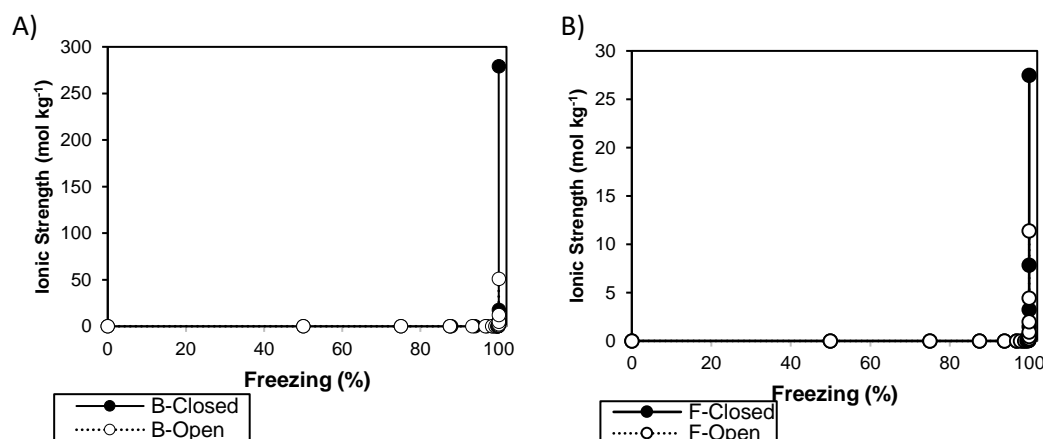 A)
300
250
200
150
100
50
0
Ionic Strength (mol kg⁻¹)
0 20 40 60 80 100
Freezing (%)
B-Closed
B-Open
B)
30
25
20
15
10
5
0
Ionic Strength (mol kg⁻¹)
0 20 40 60 80 100
Freezing (%)
F-Closed
F-Open